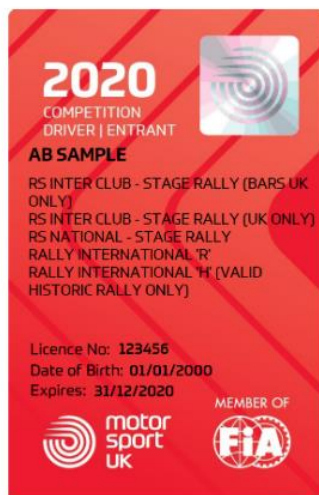 2020
COMPETITION
DRIVER | ENTRANT
AB SAMPLE
RS INTER CLUB - STAGE RALLY (BARS UK
ONLY)
RS INTER CLUB - STAGE RALLY (UK ONLY)
RS NATIONAL - STAGE RALLY
RALLY INTERNATIONAL 'R'
RALLY INTERNATIONAL 'H' (VALID
HISTORIC RALLY ONLY)
Licence No: 123456
Date of Birth: 01/01/2000
Expires: 31/12/2020
motor
sport
UK
MEMBER OF
FiA